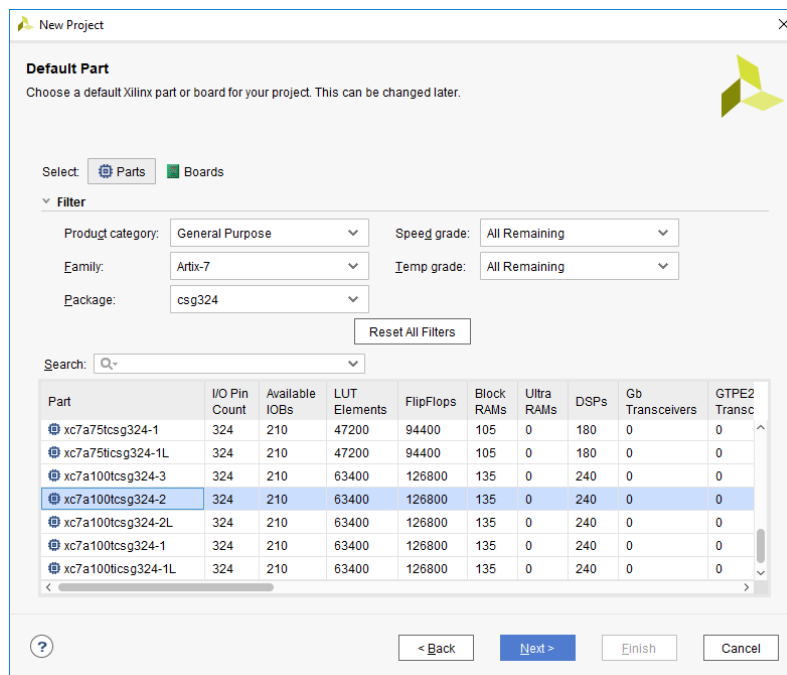 New Project
Default Part
Choose a default Xilinx part or board for your project. This can be changed later.
Select: Parts Boards
Filter
Product category: General Purpose Speed grade: All Remaining
Family: Artix-7 Temp grade: All Remaining
Package: csg324
Reset All Filters
Search: Q-
Part I/O Pin Count Available IOBs LUT Elements FlipFlops Block RAMs Ultra RAMs DSPs Gb Transceivers GTPE2 Transc
xc7a75tcsg324-1 324 210 47200 94400 105 0 180 0 0
xc7a75ticsg324-1L 324 210 47200 94400 105 0 180 0 0
xc7a100tcsg324-3 324 210 63400 126800 135 0 240 0 0
xc7a100tcsg324-2 324 210 63400 126800 135 0 240 0 0
xc7a100tcsg324-2L 324 210 63400 126800 135 0 240 0 0
xc7a100tcsg324-1 324 210 63400 126800 135 0 240 0 0
xc7a100ticsg324-1L 324 210 63400 126800 135 0 240 0 0
? < Back Next > Finish Cancel